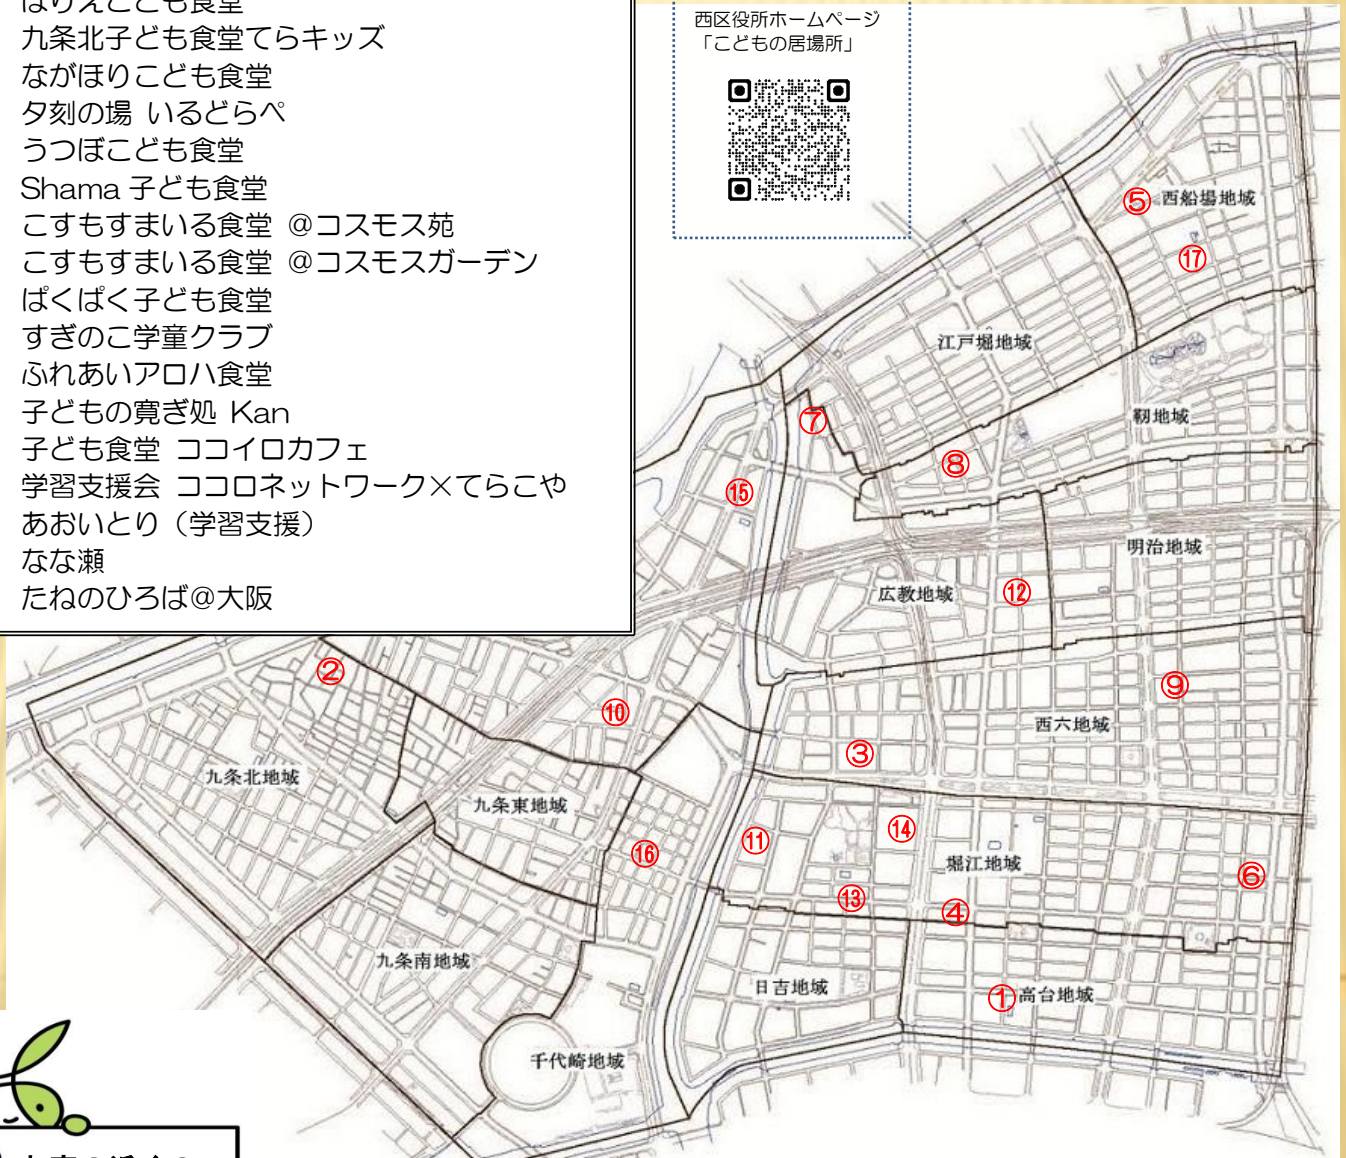 ほりえこども食堂
九条北子ども食堂てらキッズ
ながほりこども食堂
夕刻の場 いるどらぺ
うつぼこども食堂
Shama 子ども食堂
こすもすまいる食堂 @コスモス苑
こすもすまいる食堂 @コスモスガーデン
ぱくぱく子ども食堂
すぎのこ学童クラブ
ふれあいアロハ食堂
子どもの寛ぎ処 Kan
子ども食堂 ココイロカフェ
学習支援会 ココロネットワーク×てらこや
あおいとり（学習支援）
なな瀬
たねのひろば@大阪
西区役所ホームページ
「こどもの居場所」
⑤ 西船場地域
⑰
江戸堀地域
⑦
靭地域
⑧
⑮
明治地域
広教地域
⑫
②
⑨
⑩
西六地域
③
九条北地域
九条東地域
⑭
⑪
⑯
堀江地域
⑥
⑬
④
九条南地域
日吉地域
① 高台地域
千代崎地域